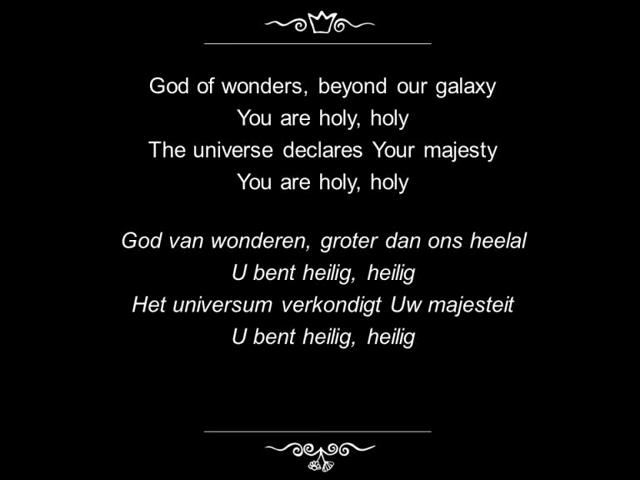 God of wonders, beyond our galaxy
You are holy, holy
The universe declares Your majesty
You are holy, holy
God van wonderen, groter dan ons heelal
U bent heilig, heilig
Het universum verkondigt Uw majesteit
U bent heilig, heilig